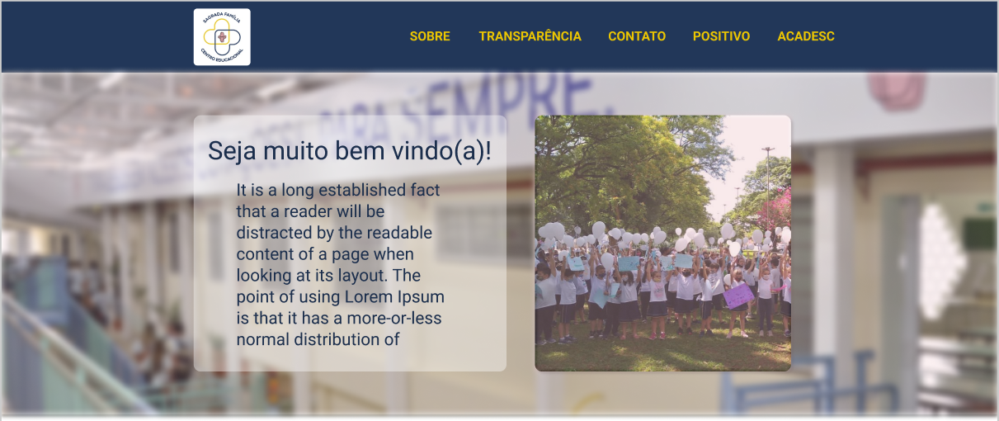 SAGRADA FAMÍLIA
CENTRO EDUCACIONAL
SOBRE TRANSPARÊNCIA CONTATO POSITIVO ACADESC
PARA SEMPRE.
Seja muito bem vindo(a)!
It is a long established fact
that a reader will be
distracted by the readable
content of a page when
looking at its layout. The
point of using Lorem Ipsum
is that it has a more-or-less
normal distribution of